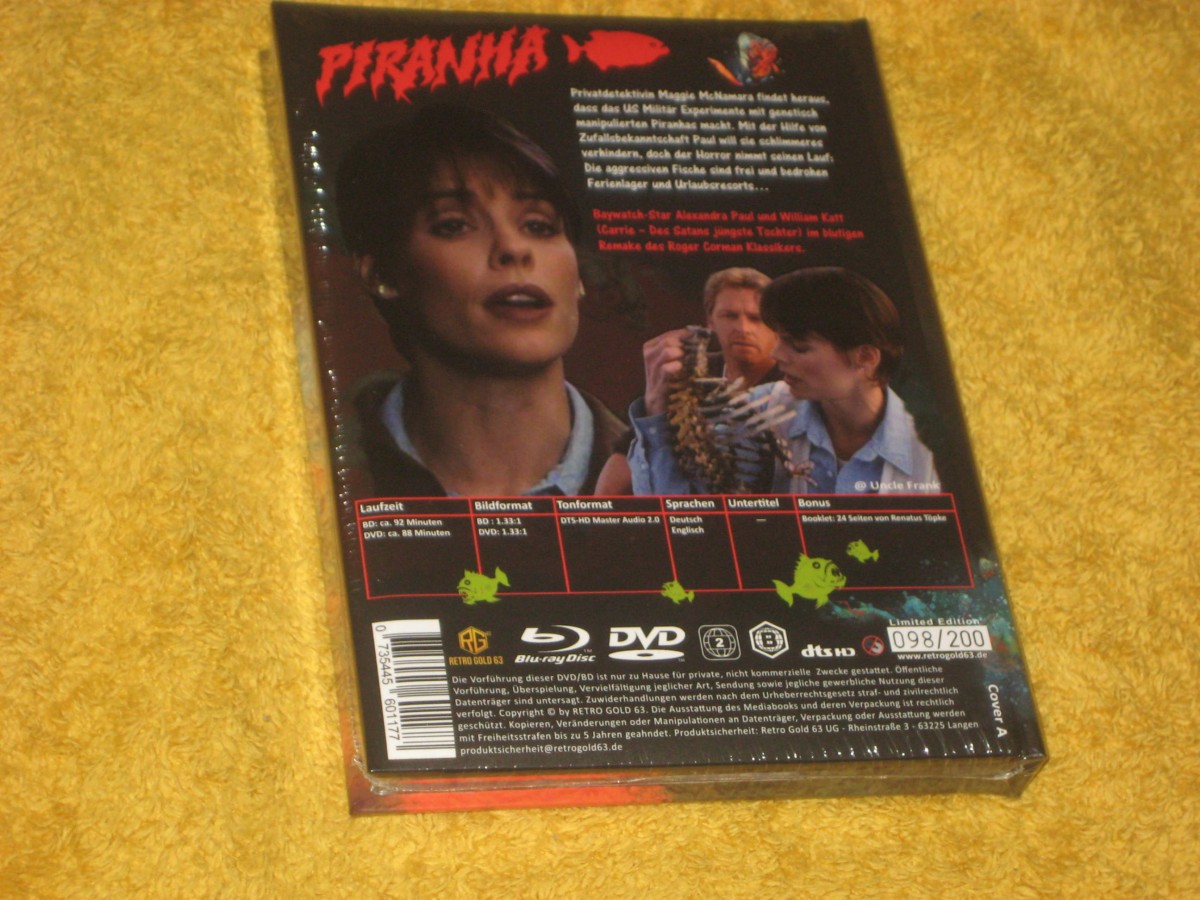 PIRANHA
Privatdetektivin Maggie McNamara findet heraus,
dass das US Militär Experimente mit genetisch
manipulierten Piranhas macht. Mit der Hilfe von
Zufallsbekanntschaft Paul will sie schlimmeres
verhindern, doch der Horror nimmt seinen Lauf:
Die aggressiven Fische sind frei und bedrohen
Ferienlager und Urlaubsresorts...
Baywatch-Star Alexandra Paul und William Katt
(Carrie – Des Satans jüngste Tochter) im blutigen
Remake des Roger Corman Klassikers.
@ Uncle Frank
Laufzeit Bildformat Tonformat Sprachen Untertitel Bonus
BD: ca. 92 Minuten BD : 1.33:1 DTS-HD Master Audio 2.0 Deutsch — Booklet: 24 Seiten von Renatus Töpke
DVD: ca. 88 Minuten DVD: 1.33:1 Englisch
0 735445 601177
RG
RETRO GOLD 63
Blu-ray Disc
DVD
2
B
dts HD
Limited Edition
098/200
www.retrogold63.de
Die Vorführung dieser DVD/BD ist nur zu Hause für private, nicht kommerzielle Zwecke gestattet. Öffentliche
Vorführung, Überspielung, Vervielfältigung jeglicher Art, Sendung sowie jegliche gewerbliche Nutzung dieser
Datenträger sind untersagt. Zuwiderhandlungen werden nach dem Urheberrechtsgesetz straf- und zivilrechtlich
verfolgt. Copyright © by RETRO GOLD 63. Die Ausstattung des Mediabooks und deren Verpackung ist rechtlich
geschützt. Kopieren, Veränderungen oder Manipulationen an Datenträger, Verpackung oder Ausstattung werden
mit Freiheitsstrafen bis zu 5 Jahren geahndet. Produktsicherheit: Retro Gold 63 UG - Rheinstraße 3 - 63225 Langen
produktsicherheit@retrogold63.de
Cover A